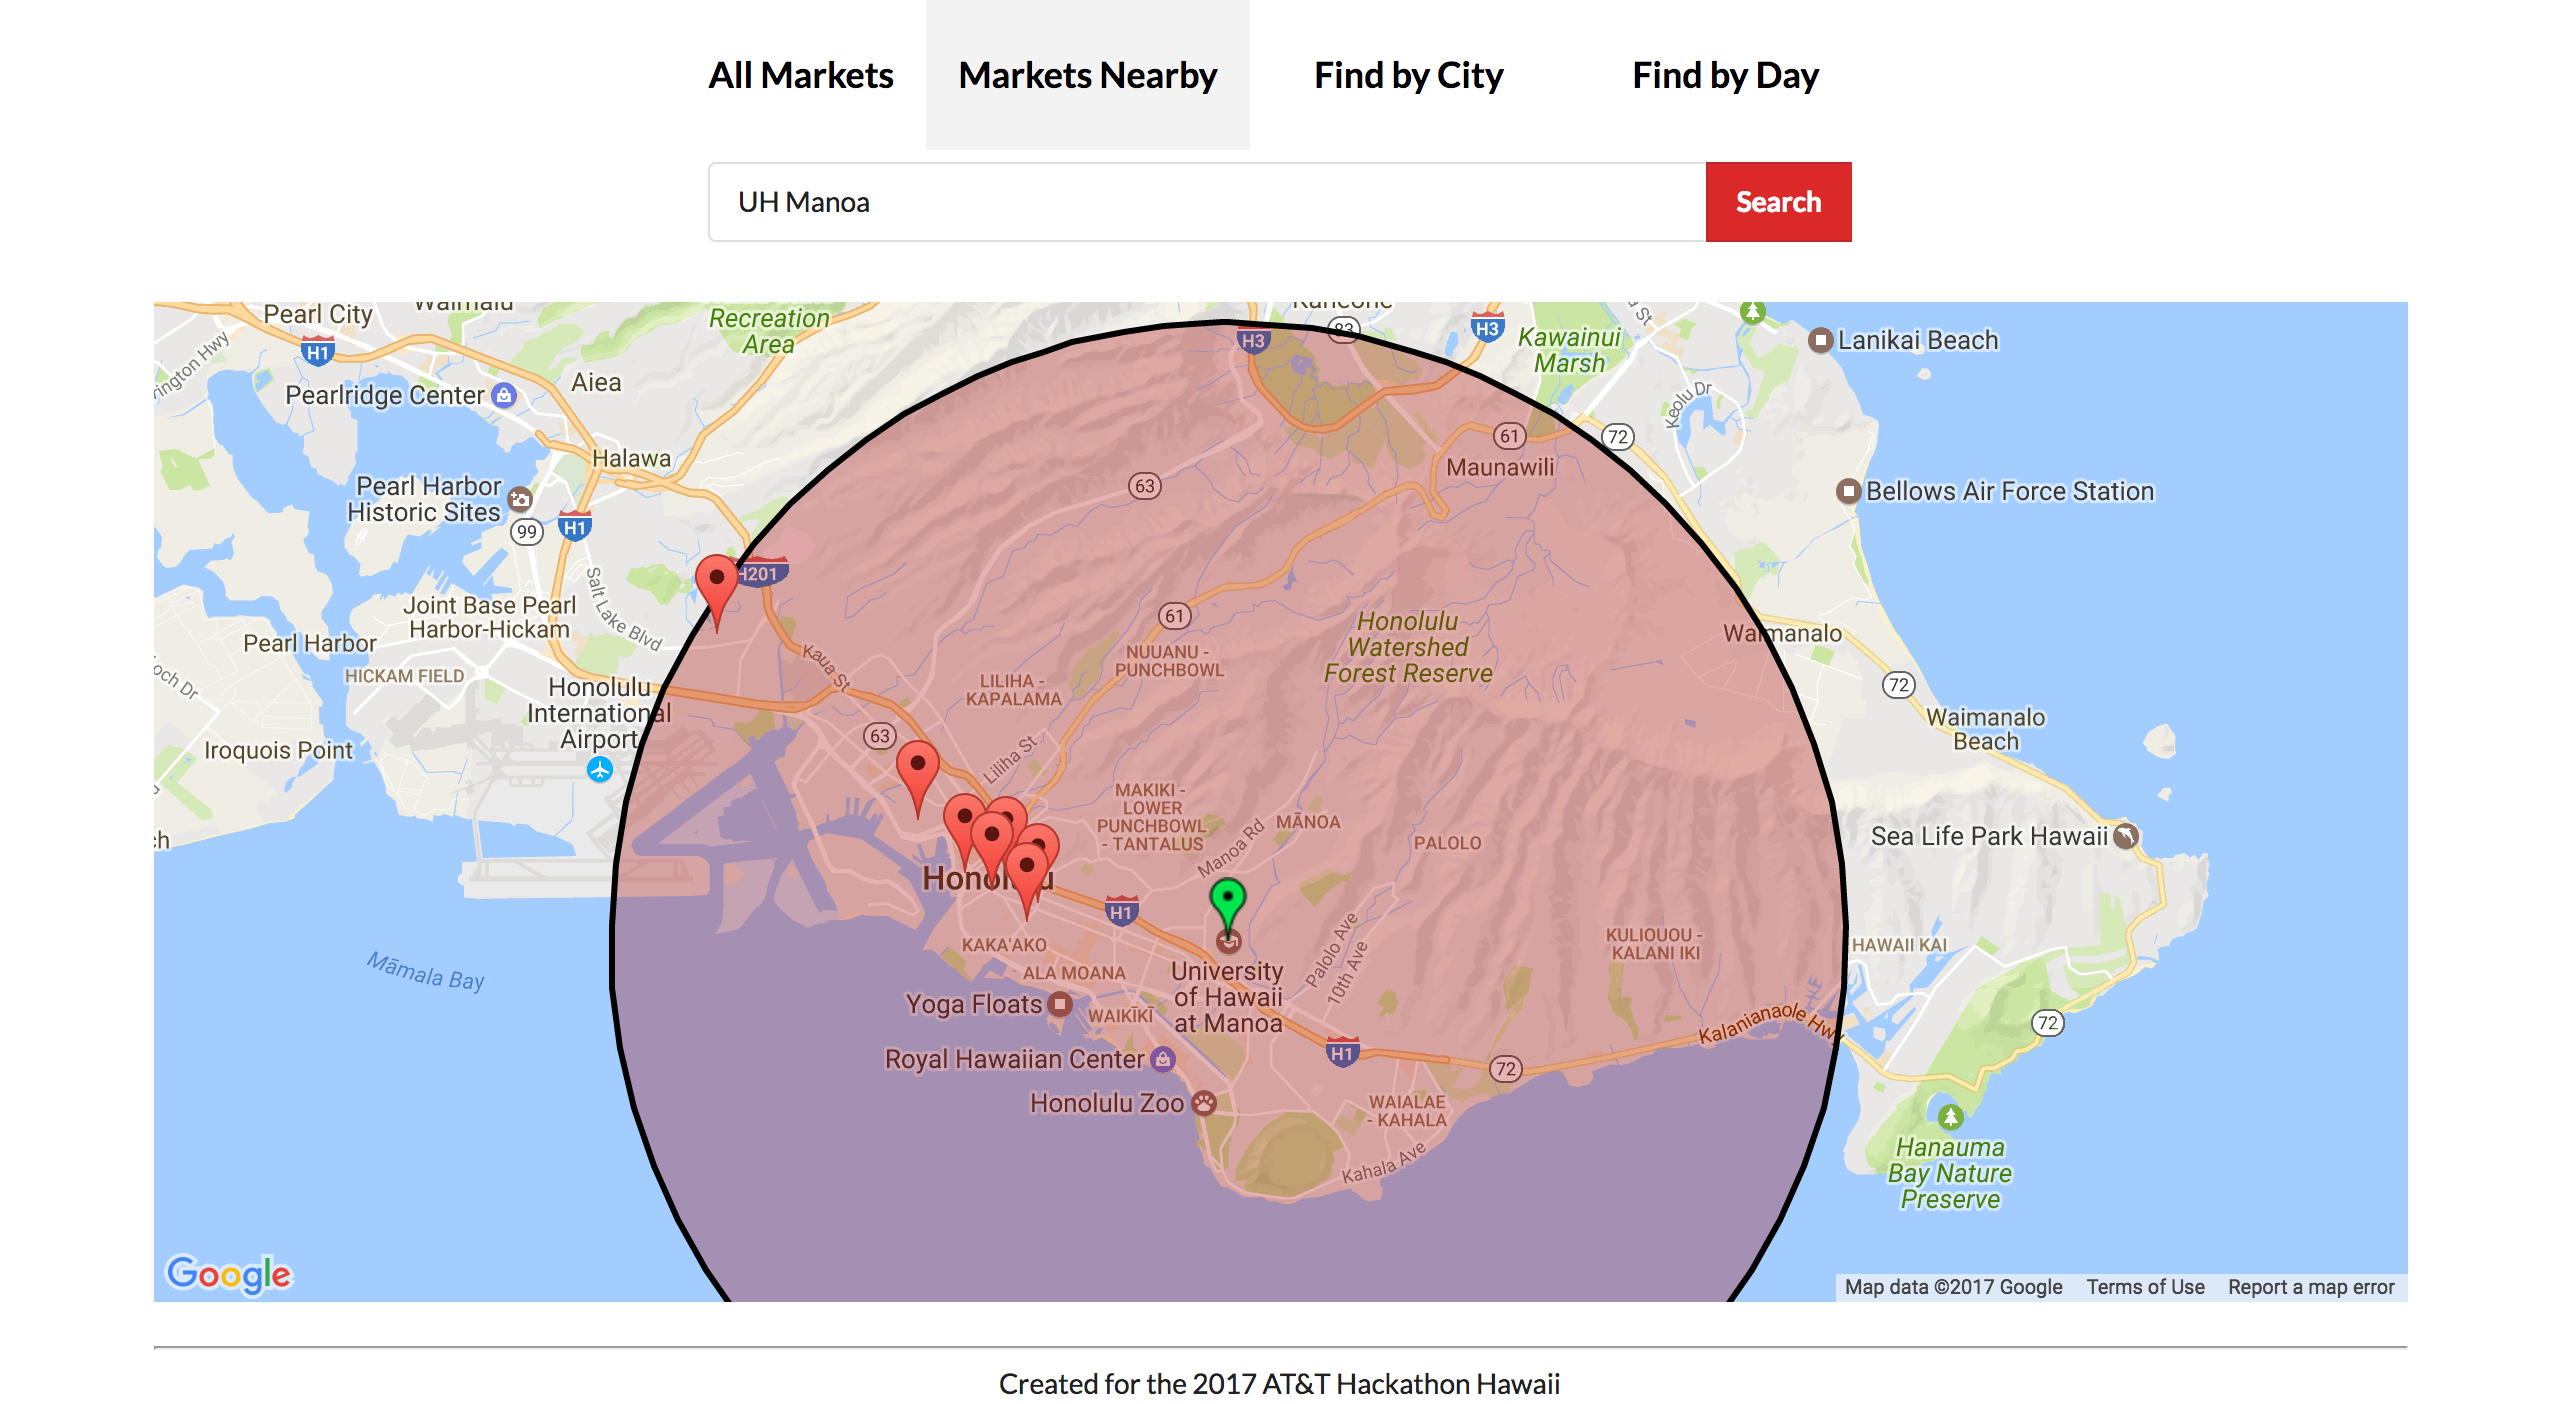 All Markets
Markets Nearby
Find by City
Find by Day
UH Manoa
Search
Pearl City
Waimalu
Recreation
Area
H3
83
H3
Kawainui
Marsh
Lanikai Beach
H1
Pearlridge Center
Aiea
Keolu Dr
Halawa
61
72
Maunawili
63
Pearl Harbor
Historic Sites
99
H1
Bellows Air Force Station
H201
Salt Lake Blvd
Joint Base Pearl
Harbor-Hickam
Pearl Harbor
HICKAM FIELD
61
Honolulu
Watershed
Forest Reserve
Waimanalo
Kaua St
NUUANU -
PUNCHBOWL
LILIHA -
KAPALAMA
72
Honolulu
International
Airport
Iroquois Point
63
Liliha St
Waimanalo
Beach
MAKIKI -
LOWER
PUNCHBOWL
- TANTALUS
Manoa Rd
MĀNOA
PALOLO
Sea Life Park Hawaii
Honolulu
H1
Palolo Ave
10th Ave
KULIOUOU -
KALANI IKI
HAWAII KAI
KAKA'AKO
ALA MOANA
Māmala Bay
University
of Hawaii
at Manoa
Yoga Floats
WAIKĪKĪ
Kalanianaole Hwy
72
H1
72
Royal Hawaiian Center
Honolulu Zoo
WAIALAE
- KAHALA
Kahala Ave
Hanauma
Bay Nature
Preserve
Google
Map data ©2017 Google
Terms of Use
Report a map error
Created for the 2017 AT&T Hackathon Hawaii